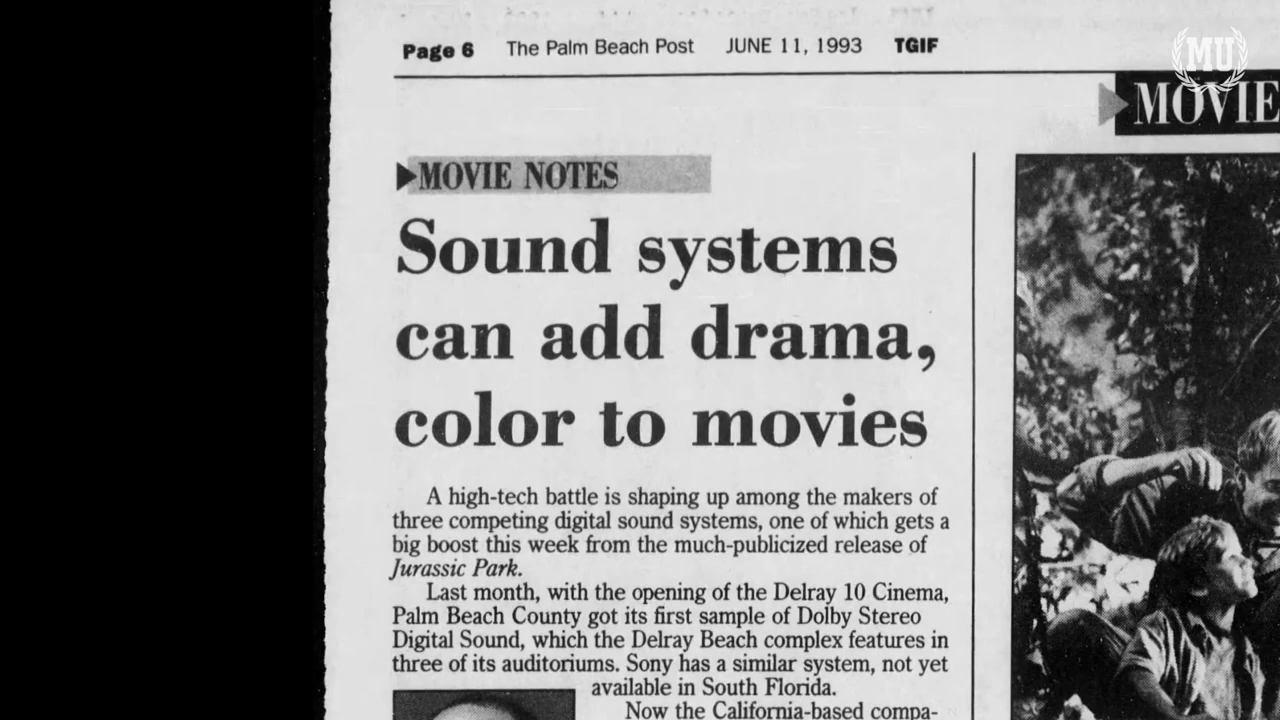 Page 6 The Palm Beach Post JUNE 11, 1993 TGIF
MU
MOVIE
MOVIE NOTES
Sound systems
can add drama,
color to movies
A high-tech battle is shaping up among the makers of
three competing digital sound systems, one of which gets a
big boost this week from the much-publicized release of
Jurassic Park.
Last month, with the opening of the Delray 10 Cinema,
Palm Beach County got its first sample of Dolby Stereo
Digital Sound, which the Delray Beach complex features in
three of its auditoriums. Sony has a similar system, not yet
available in South Florida.
Now the California-based compa-